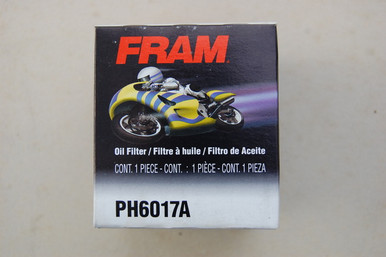 FRAM
Oil Filter / Filtre à huile / Filtro de Aceite
CONT. 1 PIECE - CONT. : 1 PIÈCE - CONT. 1 PIEZA
PH6017A